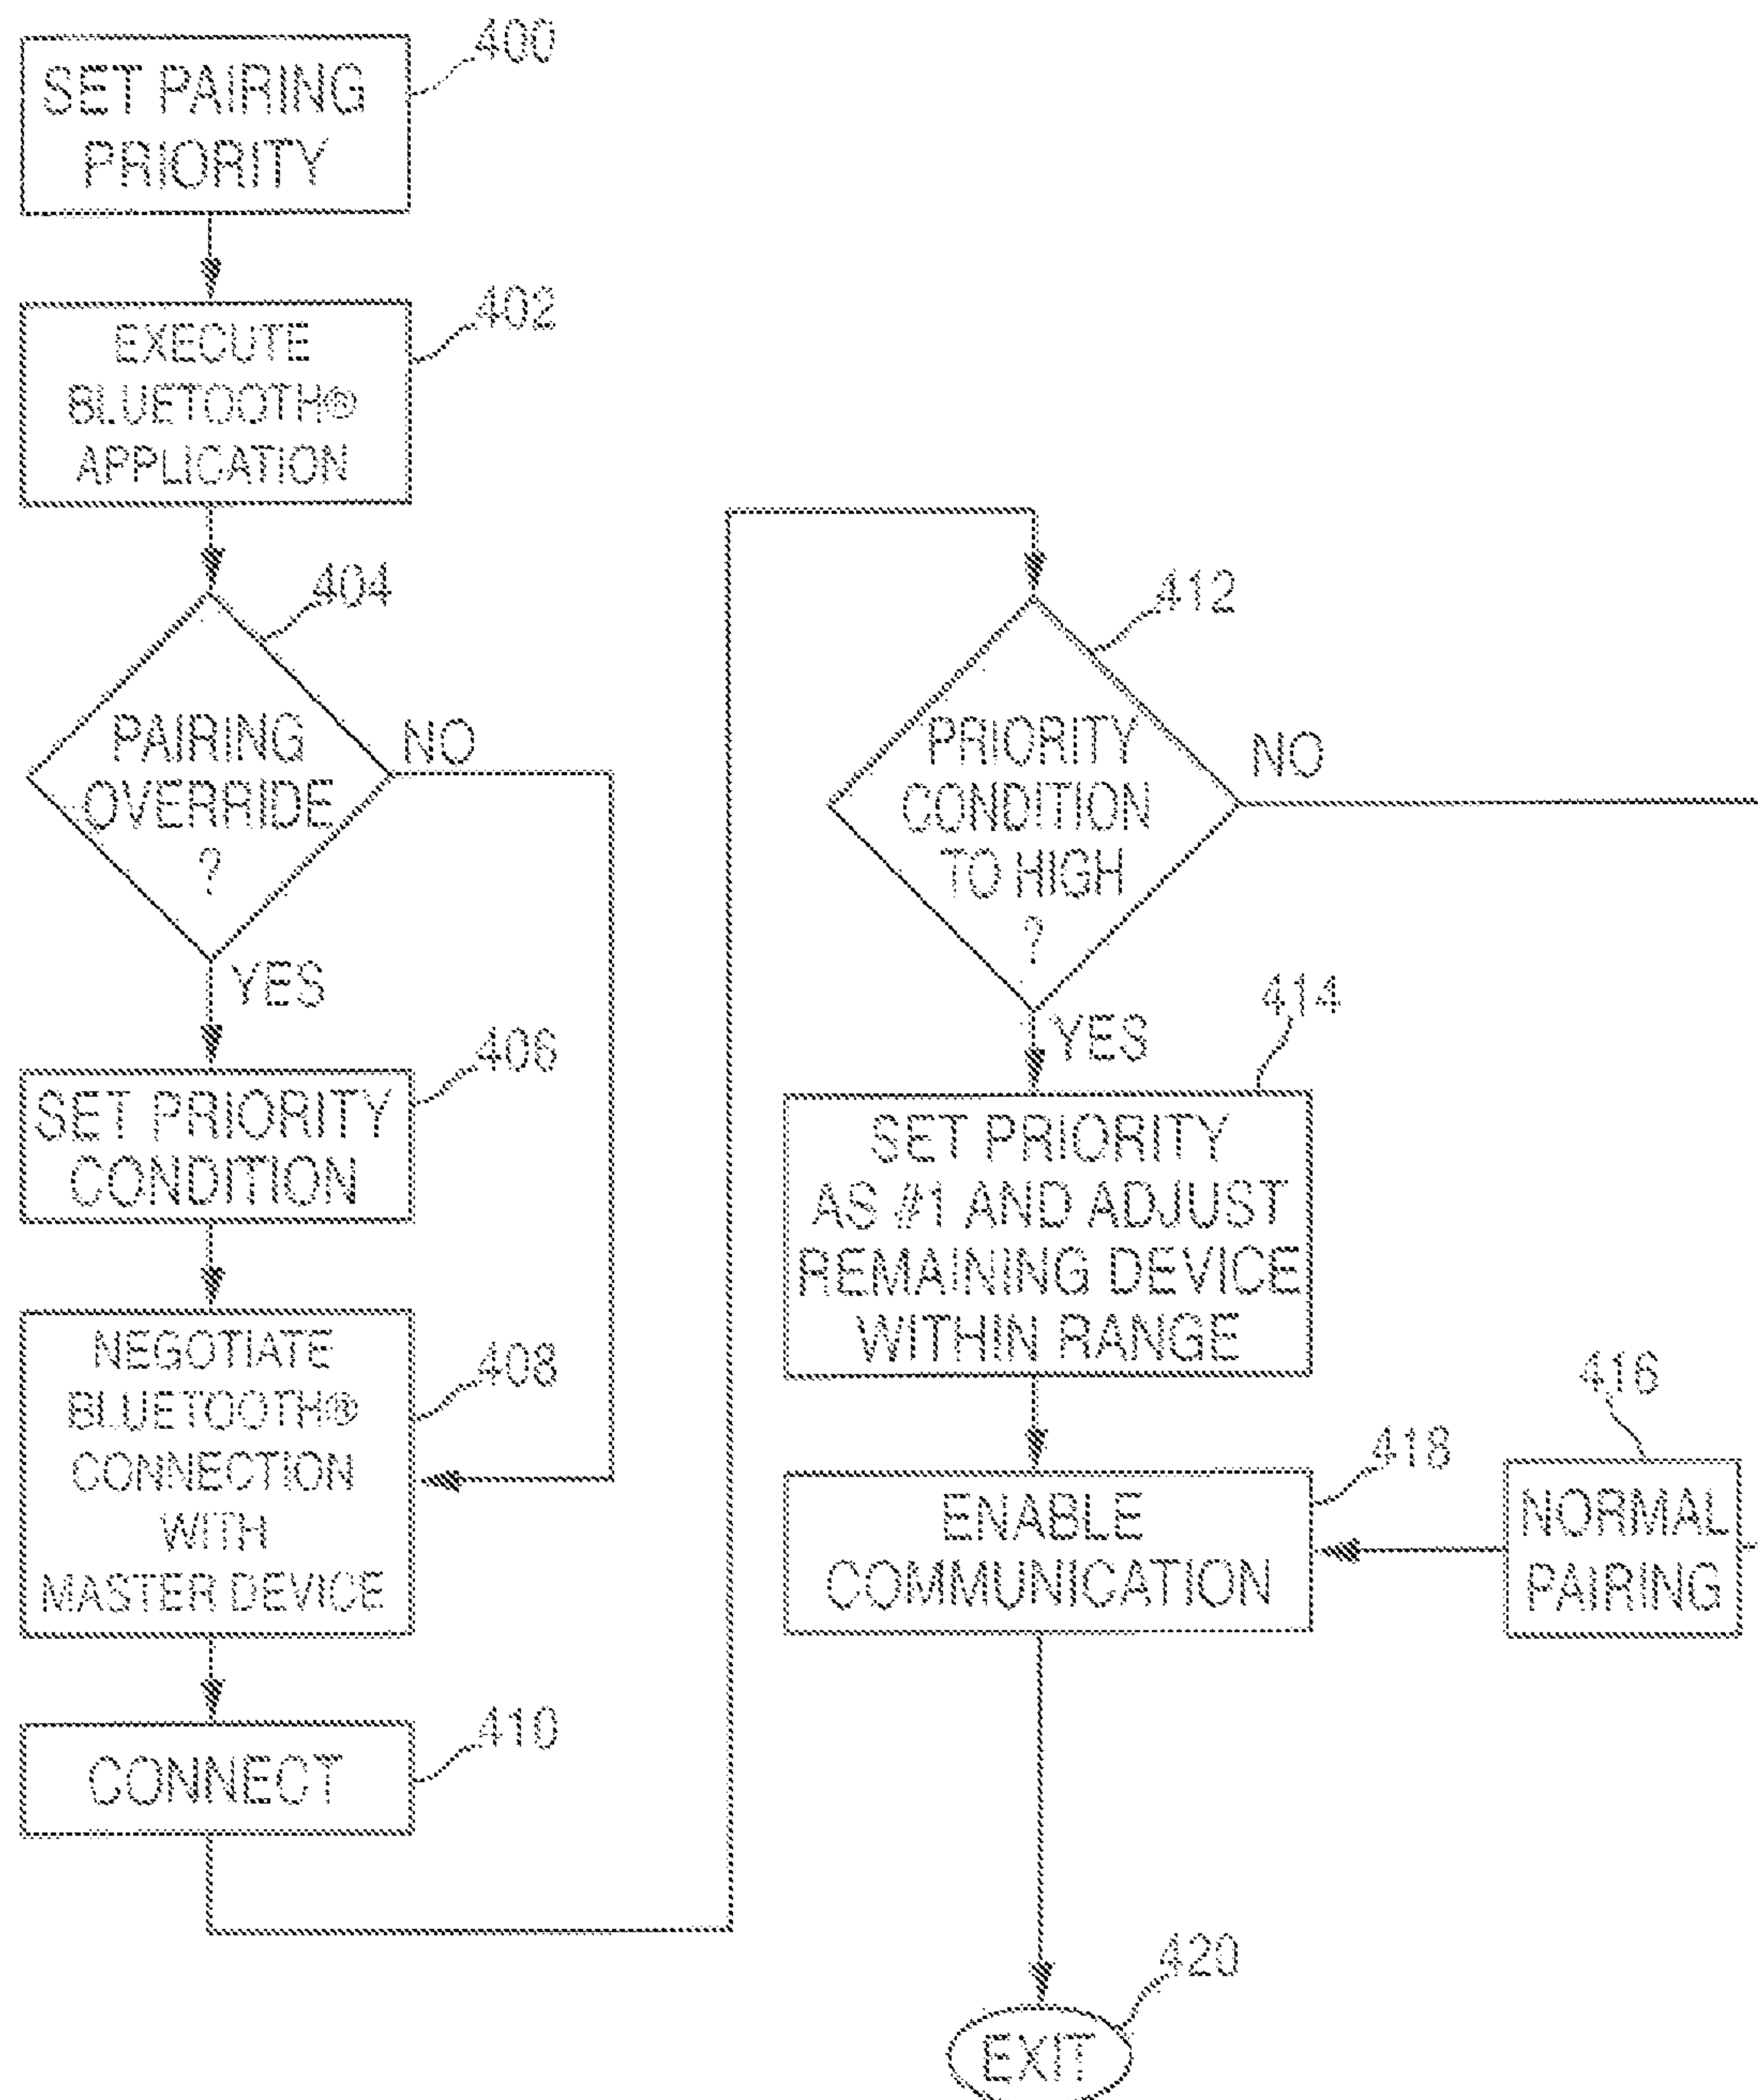 400
SET PAIRING
PRIORITY
402
EXECUTE
BLUETOOTH®
APPLICATION
404
PAIRING
OVERRIDE
?
NO
YES
406
SET PRIORITY
CONDITION
408
NEGOTIATE
BLUETOOTH®
CONNECTION
WITH
MASTER DEVICE
410
CONNECT
412
PRIORITY
CONDITION
TO HIGH
?
NO
YES
414
SET PRIORITY
AS #1 AND ADJUST
REMAINING DEVICE
WITHIN RANGE
416
NORMAL
PAIRING
418
ENABLE
COMMUNICATION
420
EXIT